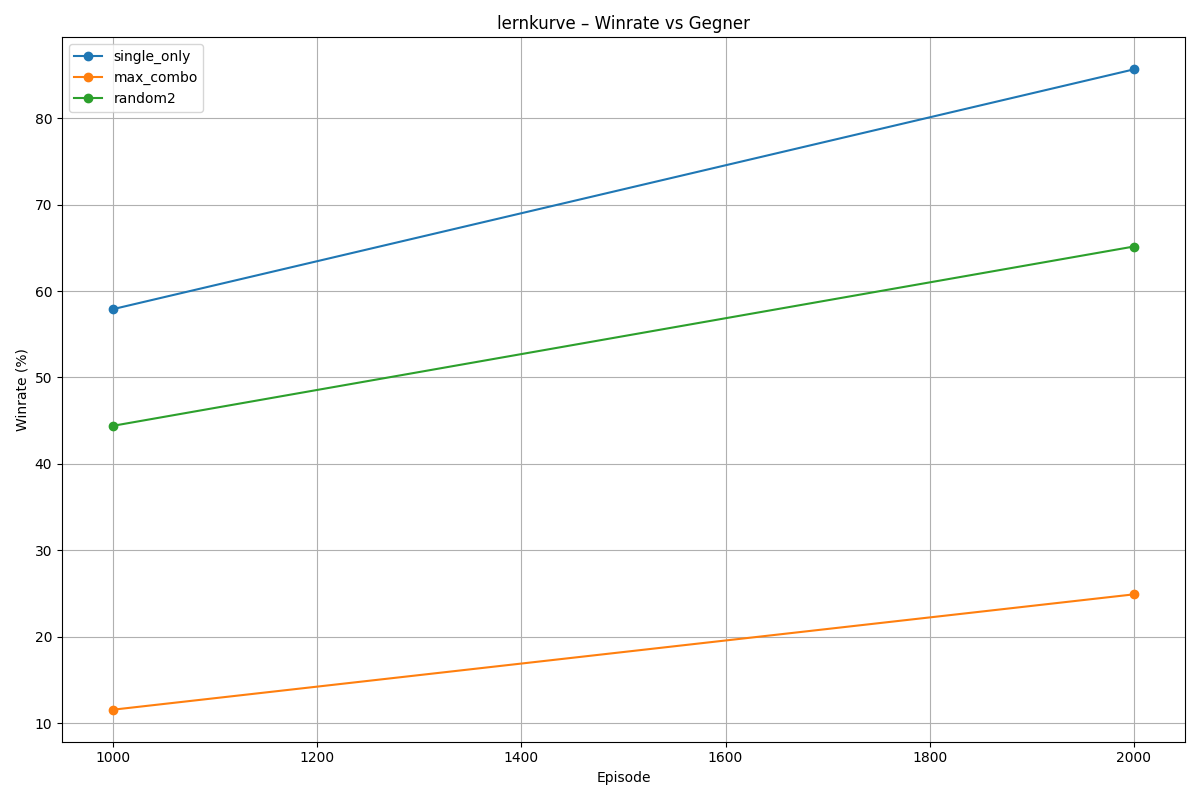 lernkurve – Winrate vs Gegner
single_only
max_combo
random2
Winrate (%)
80
70
60
50
40
30
20
10
1000 1200 1400 1600 1800 2000
Episode